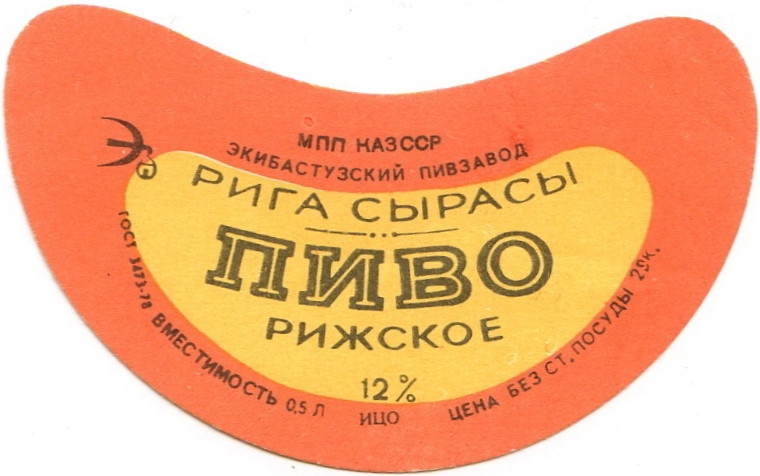 МПП КАЗССР
ЭКИБАСТУЗСКИЙ ПИВЗАВОД
РИГА СЫРАСЫ
ПИВО
РИЖСКОЕ
12%
ИЦО
ГОСТ 3473-78
ВМЕСТИМОСТЬ 0,5 Л
ЦЕНА БЕЗ СТ. ПОСУДЫ